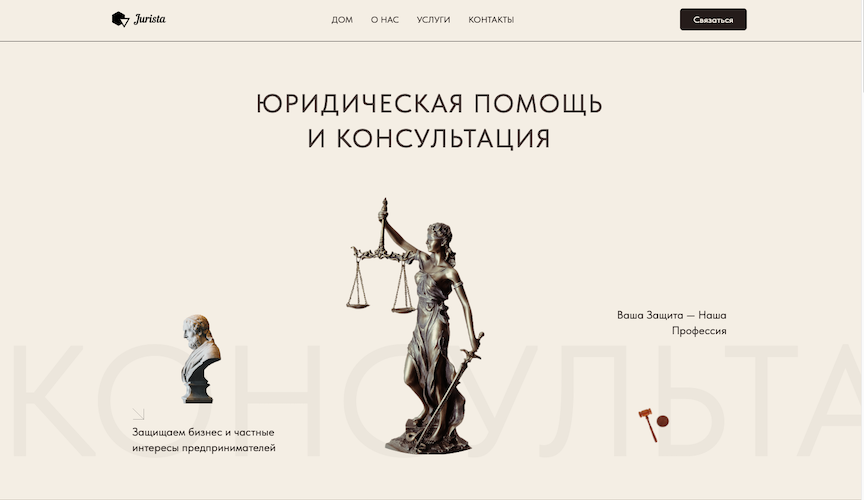 Jurista
ДОМ
О НАС
УСЛУГИ
КОНТАКТЫ
Связаться
ЮРИДИЧЕСКАЯ ПОМОЩЬ
И КОНСУЛЬТАЦИЯ
Ваша Защита — Наша
Профессия
КОНСУЛЬТА
Защищаем бизнес и частные
интересы предпринимателей